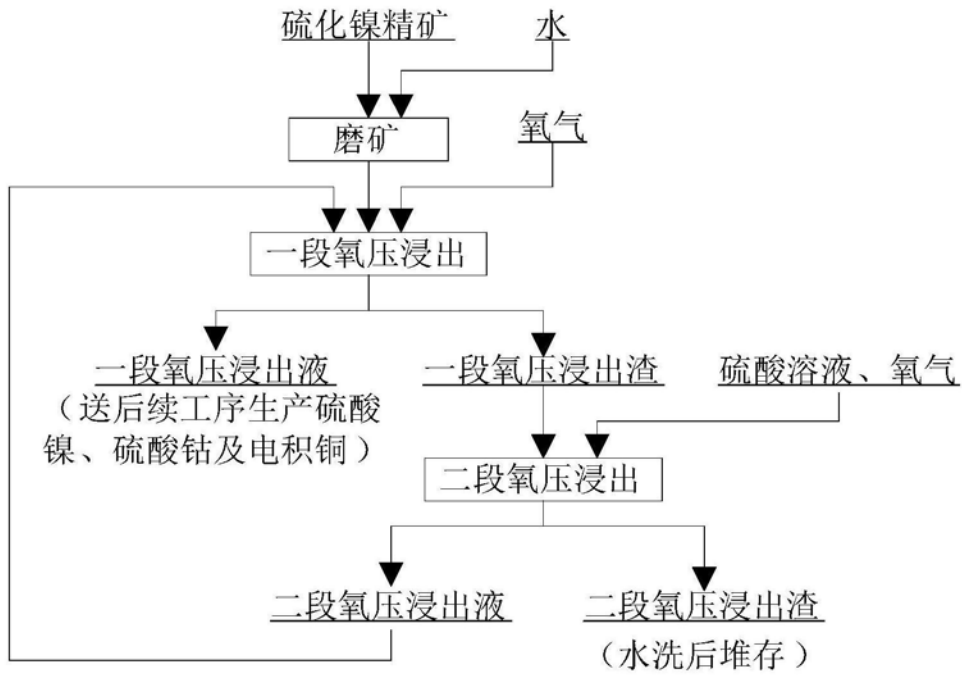 硫化镍精矿
水
磨矿
氧气
一段氧压浸出
一段氧压浸出液
（送后续工序生产硫酸
镍、硫酸钴及电积铜）
一段氧压浸出渣
硫酸溶液、氧气
二段氧压浸出
二段氧压浸出液
二段氧压浸出渣
（水洗后堆存）